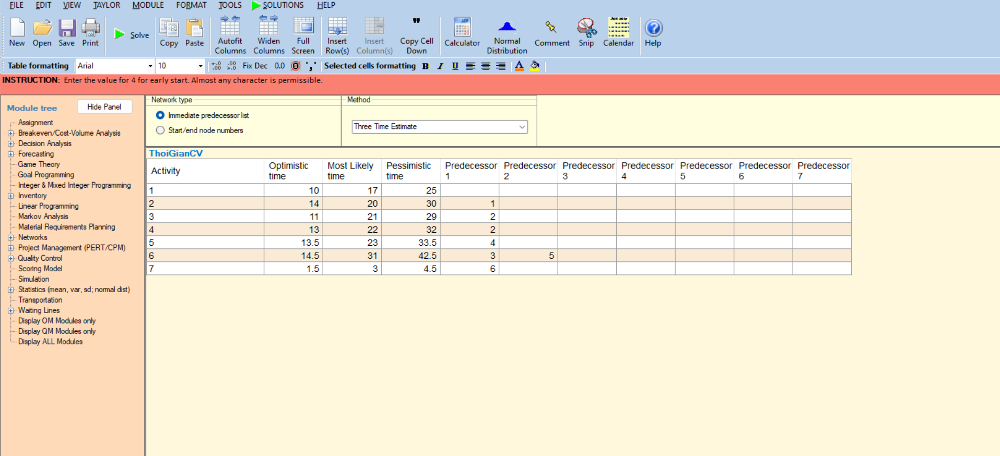 FILE EDIT VIEW TAYLOR MODULE FORMAT TOOLS SOLUTIONS HELP
New Open Save Print Solve Copy Paste Autofit Columns Widen Columns Full Screen Insert Row(s) Insert Column(s) Copy Cell Down Calculator Normal Distribution Comment Snip Calendar Help
Table formatting Arial 10 Fix Dec 0.0 "," Selected cells formatting B I U A
INSTRUCTION: Enter the value for 4 for early start. Almost any character is permissible.
Module tree Hide Panel
Assignment
Breakeven/Cost-Volume Analysis
Decision Analysis
Forecasting
Game Theory
Goal Programming
Integer & Mixed Integer Programming
Inventory
Linear Programming
Markov Analysis
Material Requirements Planning
Networks
Project Management (PERT/CPM)
Quality Control
Scoring Model
Simulation
Statistics (mean, var, sd; normal dist)
Transportation
Waiting Lines
Display OM Modules only
Display QM Modules only
Display ALL Modules
Network type
Immediate predecessor list
Start/end node numbers
Method
Three Time Estimate
ThoiGianCV
Activity Optimistic time Most Likely time Pessimistic time Predecessor 1 Predecessor 2 Predecessor 3 Predecessor 4 Predecessor 5 Predecessor 6 Predecessor 7
1 10 17 25
2 14 20 30 1
3 11 21 29 2
4 13 22 32 2
5 13.5 23 33.5 4
6 14.5 31 42.5 3 5
7 1.5 3 4.5 6